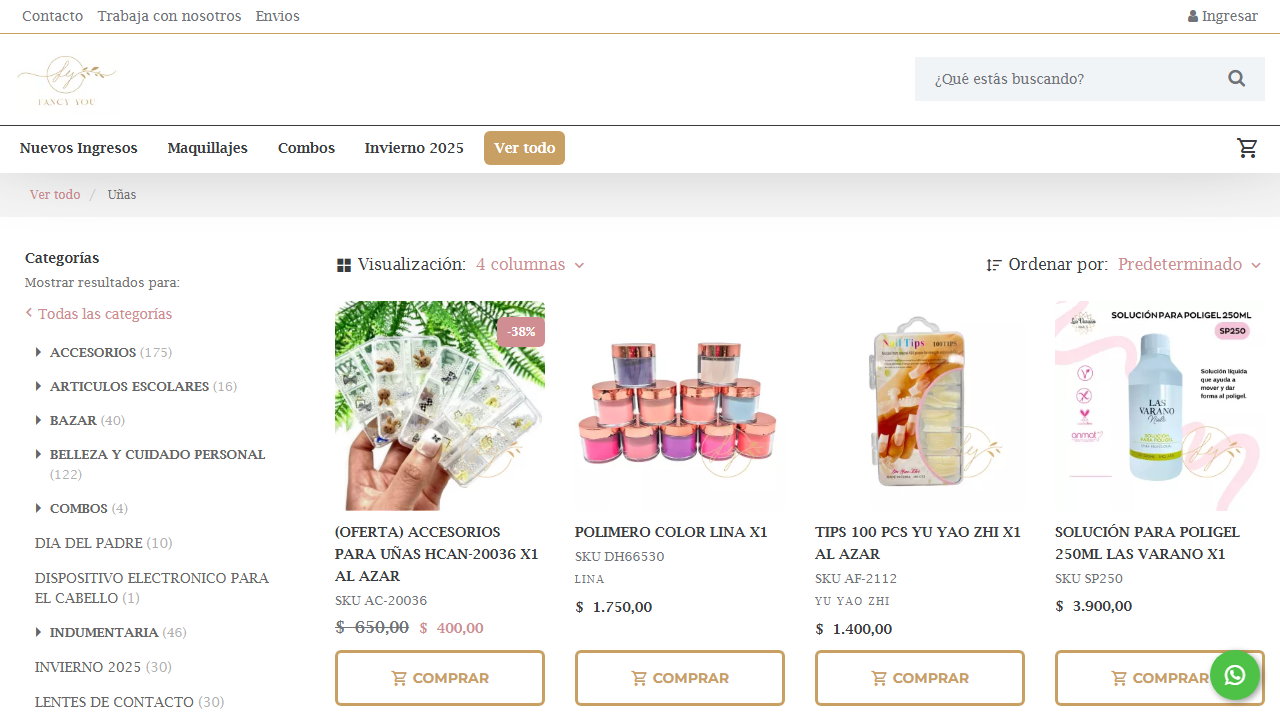 Contacto Trabaja con nosotros Envios Ingresar
FANCY YOU
¿Qué estás buscando?
Nuevos Ingresos Maquillajes Combos Invierno 2025 Ver todo
Ver todo / Uñas
Categorías
Mostrar resultados para:
Todas las categorías
ACCESORIOS (175)
ARTICULOS ESCOLARES (16)
BAZAR (40)
BELLEZA Y CUIDADO PERSONAL
(122)
COMBOS (4)
DIA DEL PADRE (10)
DISPOSITIVO ELECTRONICO PARA
EL CABELLO (1)
INDUMENTARIA (46)
INVIERNO 2025 (30)
LENTES DE CONTACTO (30)
Visualización: 4 columnas
Ordenar por: Predeterminado
-38%
(OFERTA) ACCESORIOS
PARA UÑAS HCAN-20036 X1
AL AZAR
SKU AC-20036
$ 650,00 $ 400,00
COMPRAR
POLIMERO COLOR LINA X1
SKU DH66530
LINA
$ 1.750,00
COMPRAR
Nail Tips 100TIPS
TIPS 100 PCS YU YAO ZHI X1
AL AZAR
SKU AF-2112
YU YAO ZHI
$ 1.400,00
COMPRAR
Las Varano
SOLUCIÓN PARA POLIGEL 250ML
SP250
Solución líquida
que ayuda a
mover y dar
forma al poligel.
LAS
VARANO
Nails
anmat
SOLUCIÓN PARA POLIGEL
250ML LAS VARANO X1
SKU SP250
$ 3.900,00
COMPRAR